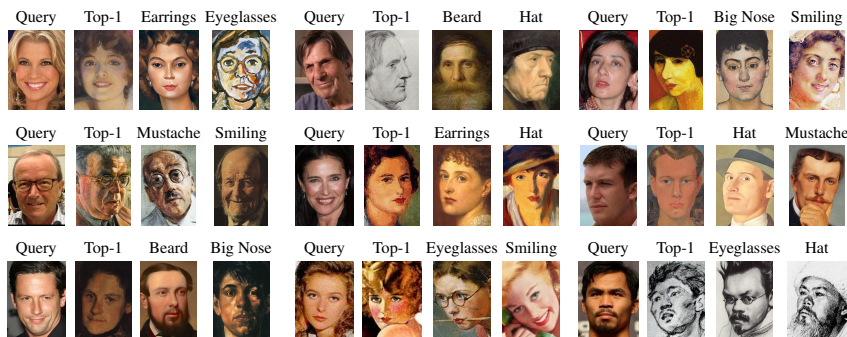 Query Top-1 Earrings Eyeglasses Query Top-1 Beard Hat Query Top-1 Big Nose Smiling
Query Top-1 Mustache Smiling Query Top-1 Earrings Hat Query Top-1 Hat Mustache
Query Top-1 Beard Big Nose Query Top-1 Eyeglasses Smiling Query Top-1 Eyeglasses Hat